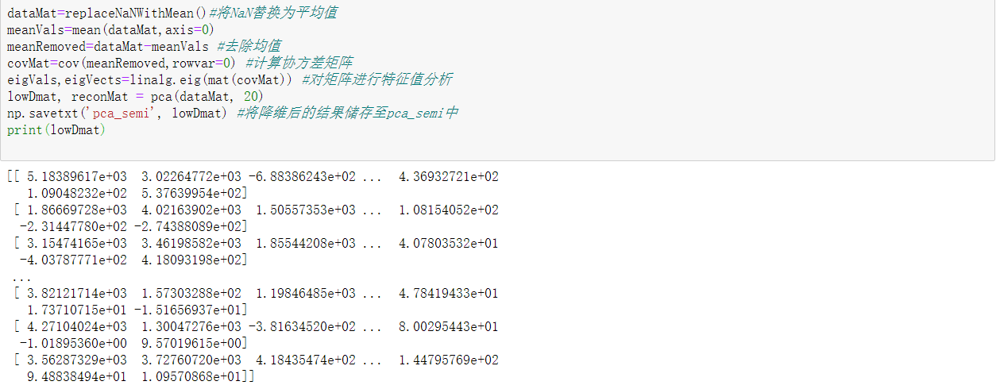 dataMat=replaceNaNWithMean()#将NaN替换为平均值
meanVals=mean(dataMat,axis=0)
meanRemoved=dataMat-meanVals #去除均值
covMat=cov(meanRemoved,rowvar=0) #计算协方差矩阵
eigVals,eigVects=linalg.eig(mat(covMat)) #对矩阵进行特征值分析
lowDmat, reconMat = pca(dataMat, 20)
np.savetxt('pca_semi', lowDmat) #将降维后的结果储存至pca_semi中
print(lowDmat)
[[ 5.18389617e+03  3.02264772e+03 -6.88386243e+02 ...  4.36932721e+02
   1.09048232e+02  5.37639954e+02]
 [ 1.86669728e+03  4.02163902e+03  1.50557353e+03 ...  1.08154052e+02
  -2.31447780e+02 -2.74388089e+02]
 [ 3.15474165e+03  3.46198582e+03  1.85544208e+03 ...  4.07803532e+01
  -4.03787771e+02  4.18093198e+02]
 ...
 [ 3.82121714e+03  1.57303288e+02  1.19846485e+03 ...  4.78419433e+01
   1.73710715e+01 -1.51656937e+01]
 [ 4.27104024e+03  1.30047276e+03 -3.81634520e+02 ...  8.00295443e+01
  -1.01895360e+00  9.57019615e+00]
 [ 3.56287329e+03  3.72760720e+03  4.18435474e+02 ...  1.44795769e+02
   9.48838494e+01  1.09570868e+01]]